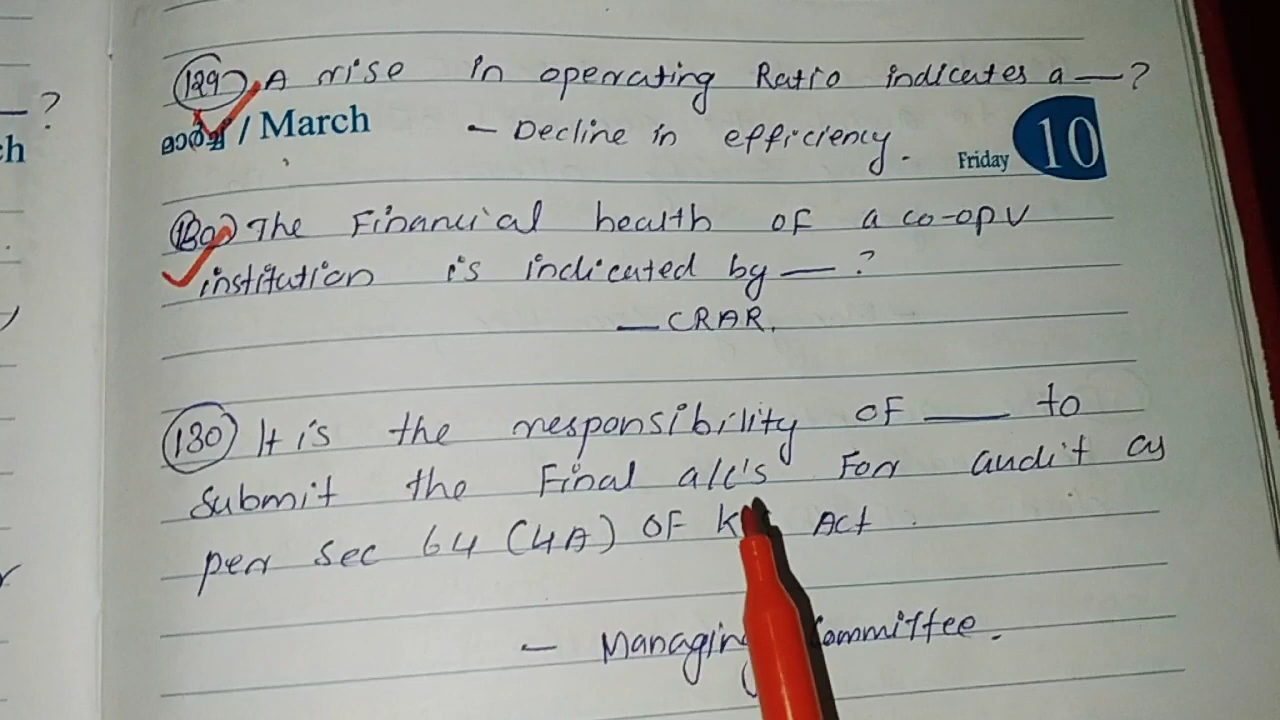 ?
ch
129) A rise in operating Ratio indicates a — ?
മാർച്ച് / March
– Decline in efficiency.
Friday 10
The Financial health of a co-opv
institution is indicated by — ?
— CRAR.
130) It is the responsibility of — to
submit the Final a/c's For audit as
per Sec 64 (4A) OF Act.
– Managing Committee.